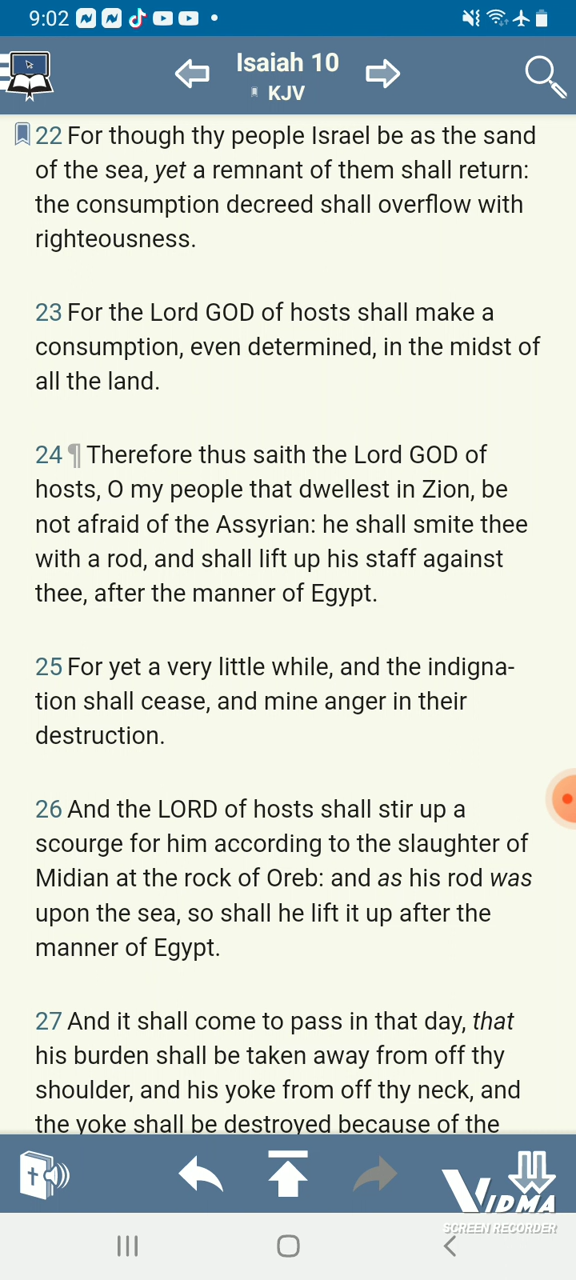 9:02
Isaiah 10
KJV
22 For though thy people Israel be as the sand
of the sea, yet a remnant of them shall return:
the consumption decreed shall overflow with
righteousness.
23 For the Lord GOD of hosts shall make a
consumption, even determined, in the midst of
all the land.
24 ¶ Therefore thus saith the Lord GOD of
hosts, O my people that dwellest in Zion, be
not afraid of the Assyrian: he shall smite thee
with a rod, and shall lift up his staff against
thee, after the manner of Egypt.
25 For yet a very little while, and the indigna-
tion shall cease, and mine anger in their
destruction.
26 And the LORD of hosts shall stir up a
scourge for him according to the slaughter of
Midian at the rock of Oreb: and as his rod was
upon the sea, so shall he lift it up after the
manner of Egypt.
27 And it shall come to pass in that day, that
his burden shall be taken away from off thy
shoulder, and his yoke from off thy neck, and
the yoke shall be destroyed because of the
VIDMA
SCREEN RECORDER